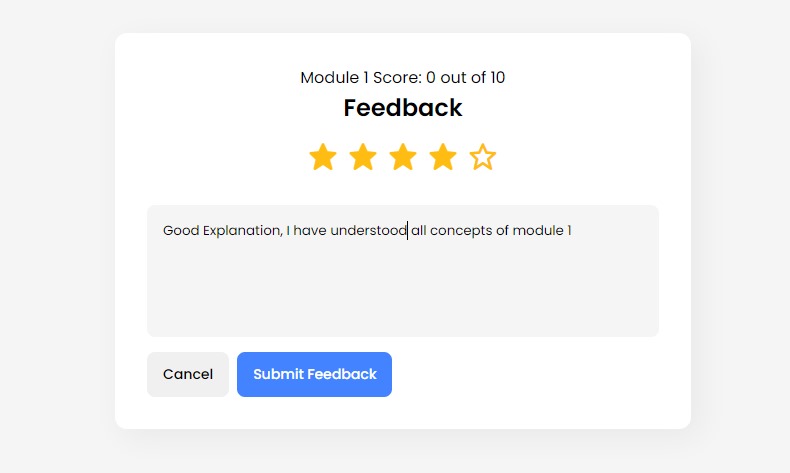 Module 1 Score: 0 out of 10
Feedback
Good Explanation, I have understood all concepts of module 1
Cancel
Submit Feedback